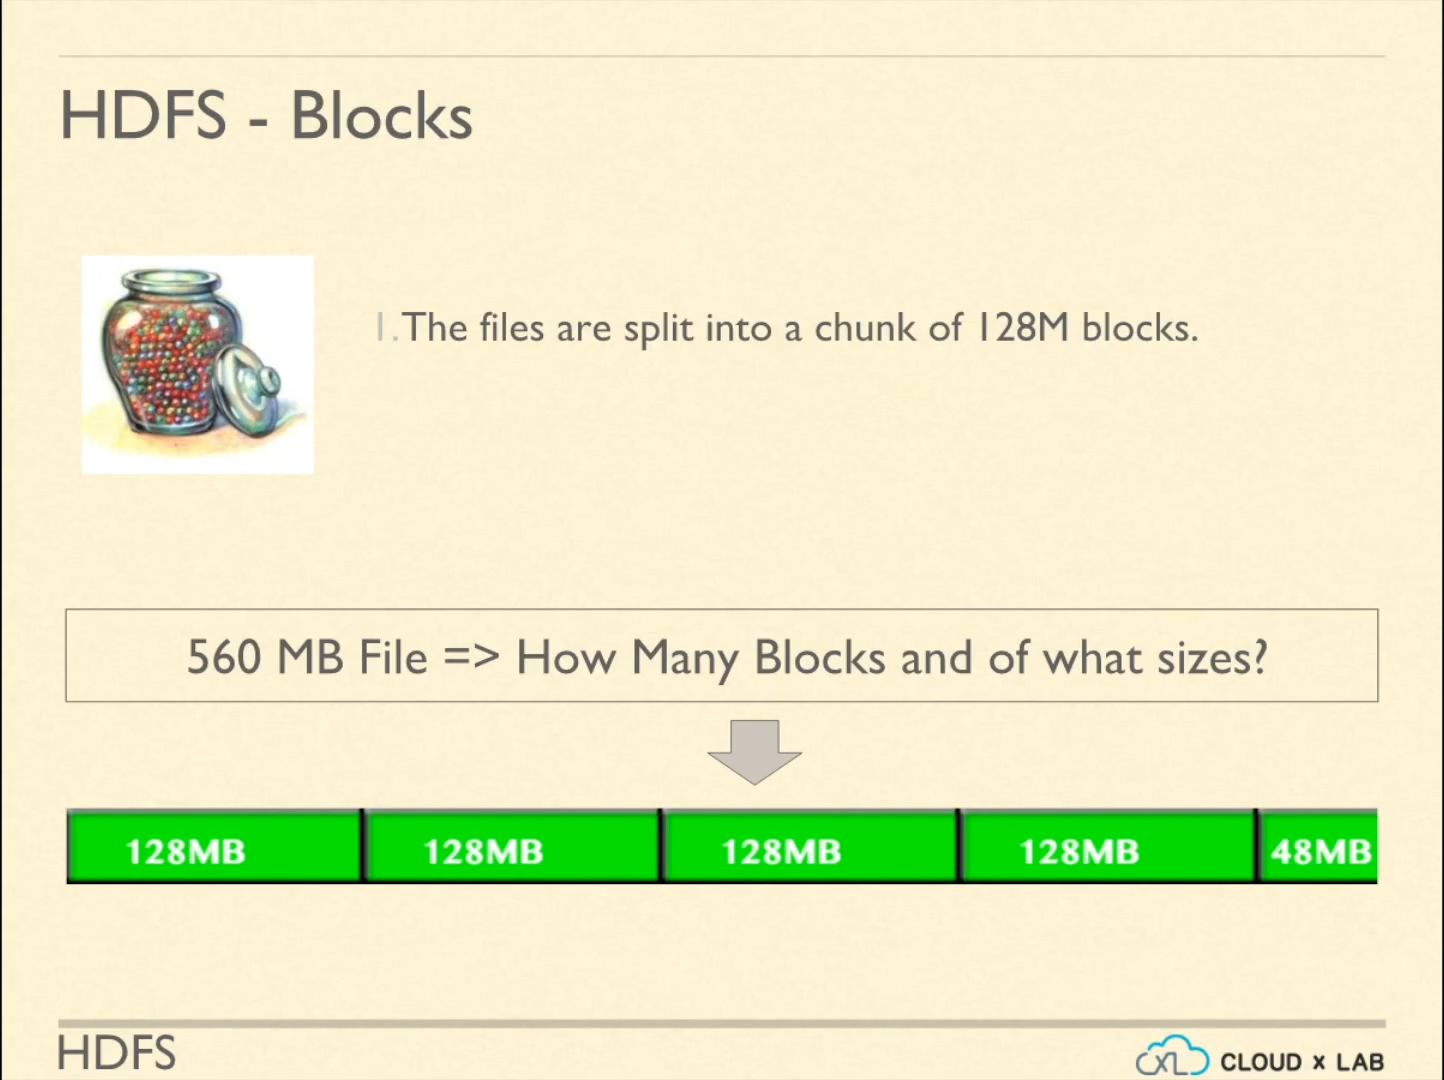 HDFS - Blocks
1. The files are split into a chunk of 128M blocks.
560 MB File => How Many Blocks and of what sizes?
128MB 128MB 128MB 128MB 48MB
HDFS
CXL CLOUD x LAB